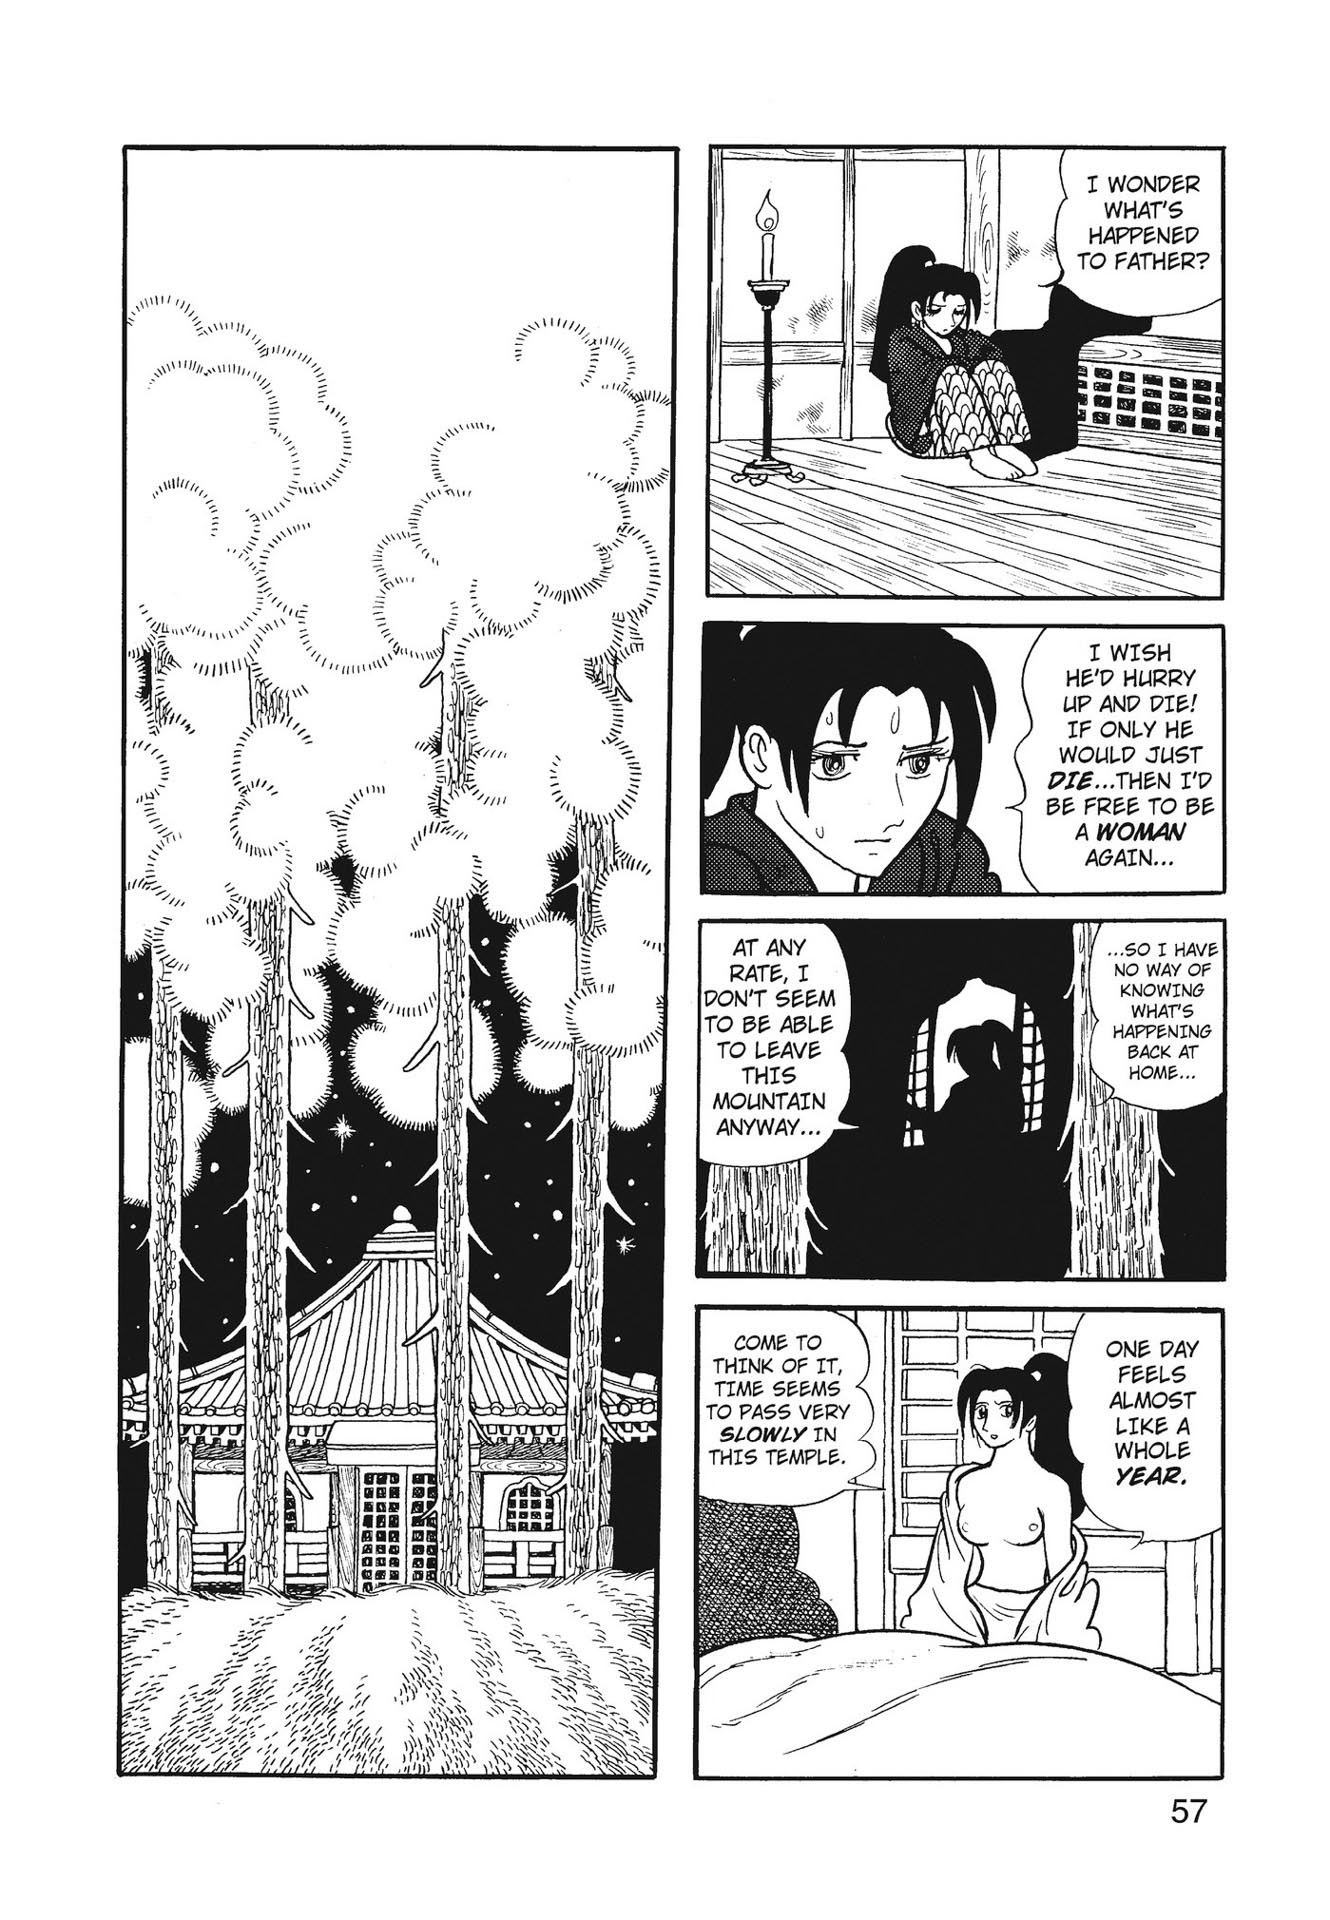 I WONDER
WHAT'S
HAPPENED
TO FATHER?
I WISH
HE'D HURRY
UP AND DIE!
IF ONLY HE
WOULD JUST
DIE...THEN I'D
BE FREE TO BE
A WOMAN
AGAIN...
...SO I HAVE
NO WAY OF
KNOWING
WHAT'S
HAPPENING
BACK AT
HOME...
AT ANY
RATE, I
DON'T SEEM
TO BE ABLE
TO LEAVE
THIS
MOUNTAIN
ANYWAY...
ONE DAY
FEELS
ALMOST
LIKE A
WHOLE
YEAR.
COME TO
THINK OF IT,
TIME SEEMS
TO PASS VERY
SLOWLY IN
THIS TEMPLE.
57